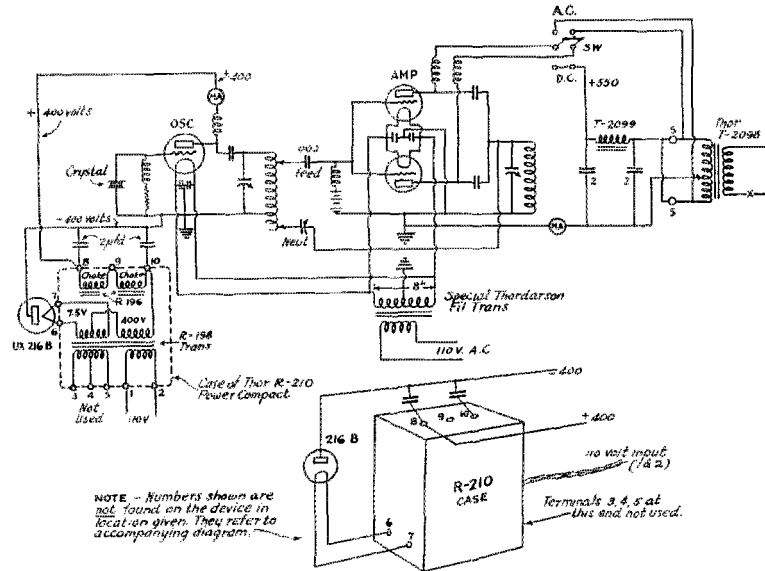 A.C.
SW
D.C.
+400
MA
+550
AMP
OSC
+ 400 volts
T-2099
Thor
T-2098
5
5
.002
feed
Crystal
2
2
X
-400 volts
MA
2 µfd
Neut
8
9
10
Choke
Choke
R 196
8"
Special Thordarson
Fil Trans
7
7.5V
400V
6
UX 216 B
R-198
Trans
110 V. A.C
Case of Thor R-210
Power Compact
3
4
5
1
2
Not
Used
110V
-400
216 B
8
9
10
+400
110 volt input
(1 & 2)
R-210
CASE
NOTE - Numbers shown are
not found on the device in
location given. They refer to
accompanying diagram.
Terminals 3, 4, 5 at
this end not used.
6
7